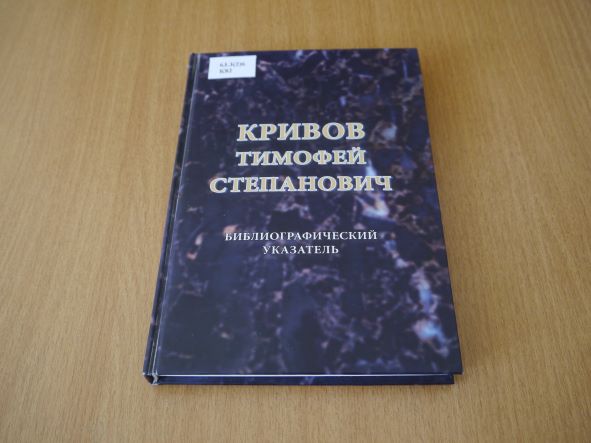 КРИВОВ
ТИМОФЕЙ
СТЕПАНОВИЧ
БИБЛИОГРАФИЧЕСКИЙ
УКАЗАТЕЛЬ